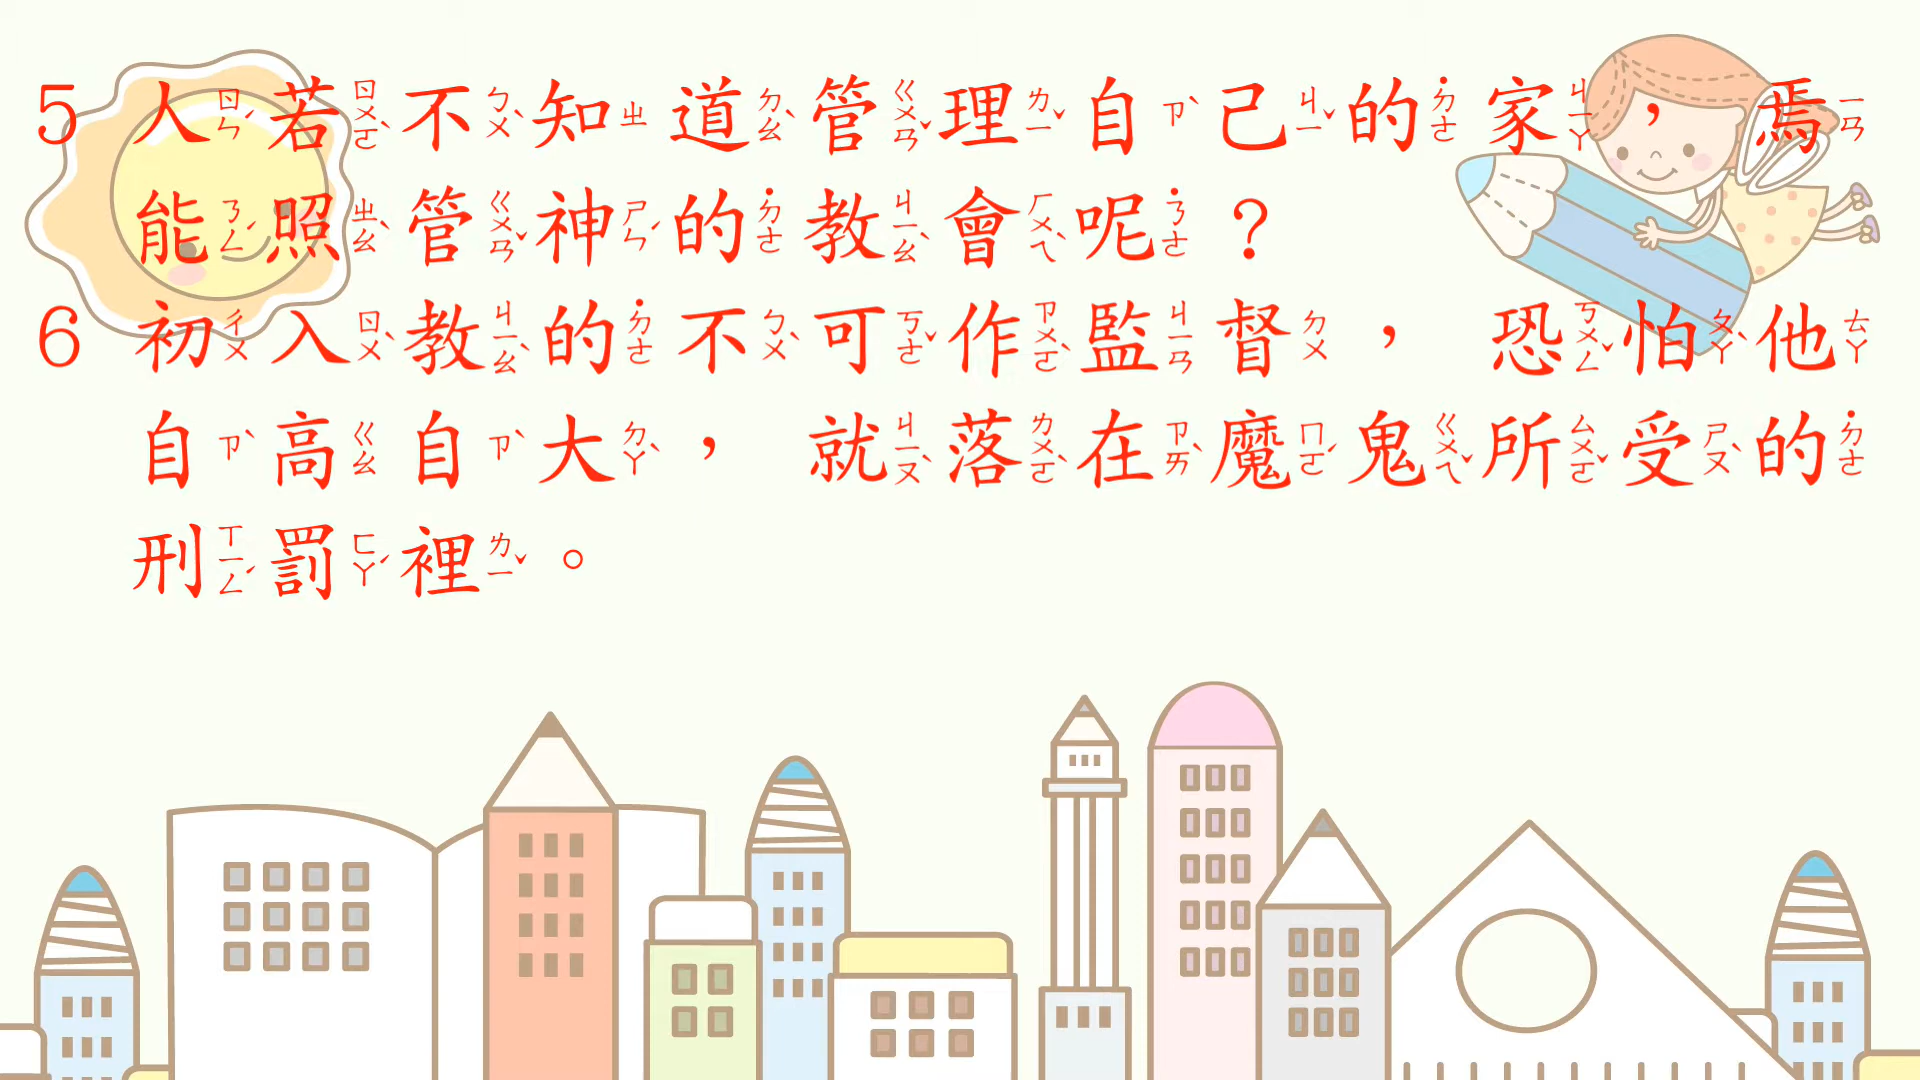 5 人若不知道管理自己的家，焉
能照管神的教會呢？
6 初入教的不可作監督，恐怕他
自高自大，就落在魔鬼所受的
刑罰裡。